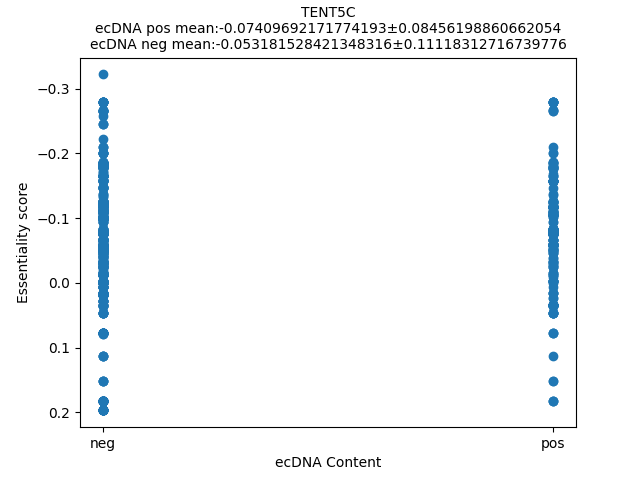 TENT5C
ecDNA pos mean:-0.07409692171774193±0.08456198860662054
ecDNA neg mean:-0.053181528421348316±0.11118312716739776
Essentiality score
−0.3
−0.2
−0.1
0.0
0.1
0.2
neg
pos
ecDNA Content